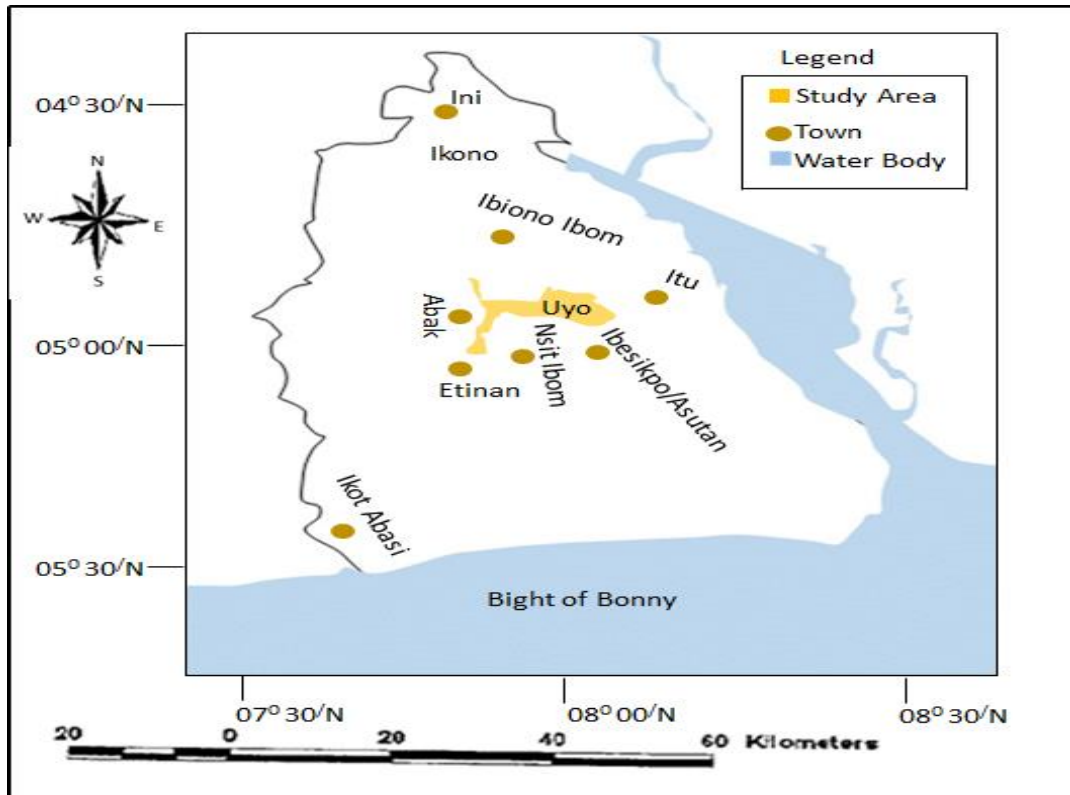 Legend
Study Area
Town
Water Body
04° 30/N
Ini
Ikono
N
W
E
S
Ibiono Ibom
Itu
Abak
Uyo
05° 00/N
Nsit Ibom
Ibesikpo/Asutan
Etinan
Ikot Abasi
05° 30/N
Bight of Bonny
07° 30/N
08° 00/N
08° 30/N
20 0 20 40 60 Kilometers